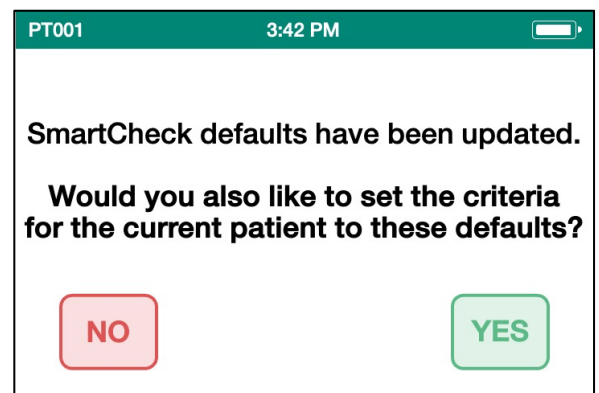 PT001 3:42 PM
SmartCheck defaults have been updated.
Would you also like to set the criteria
for the current patient to these defaults?
NO YES